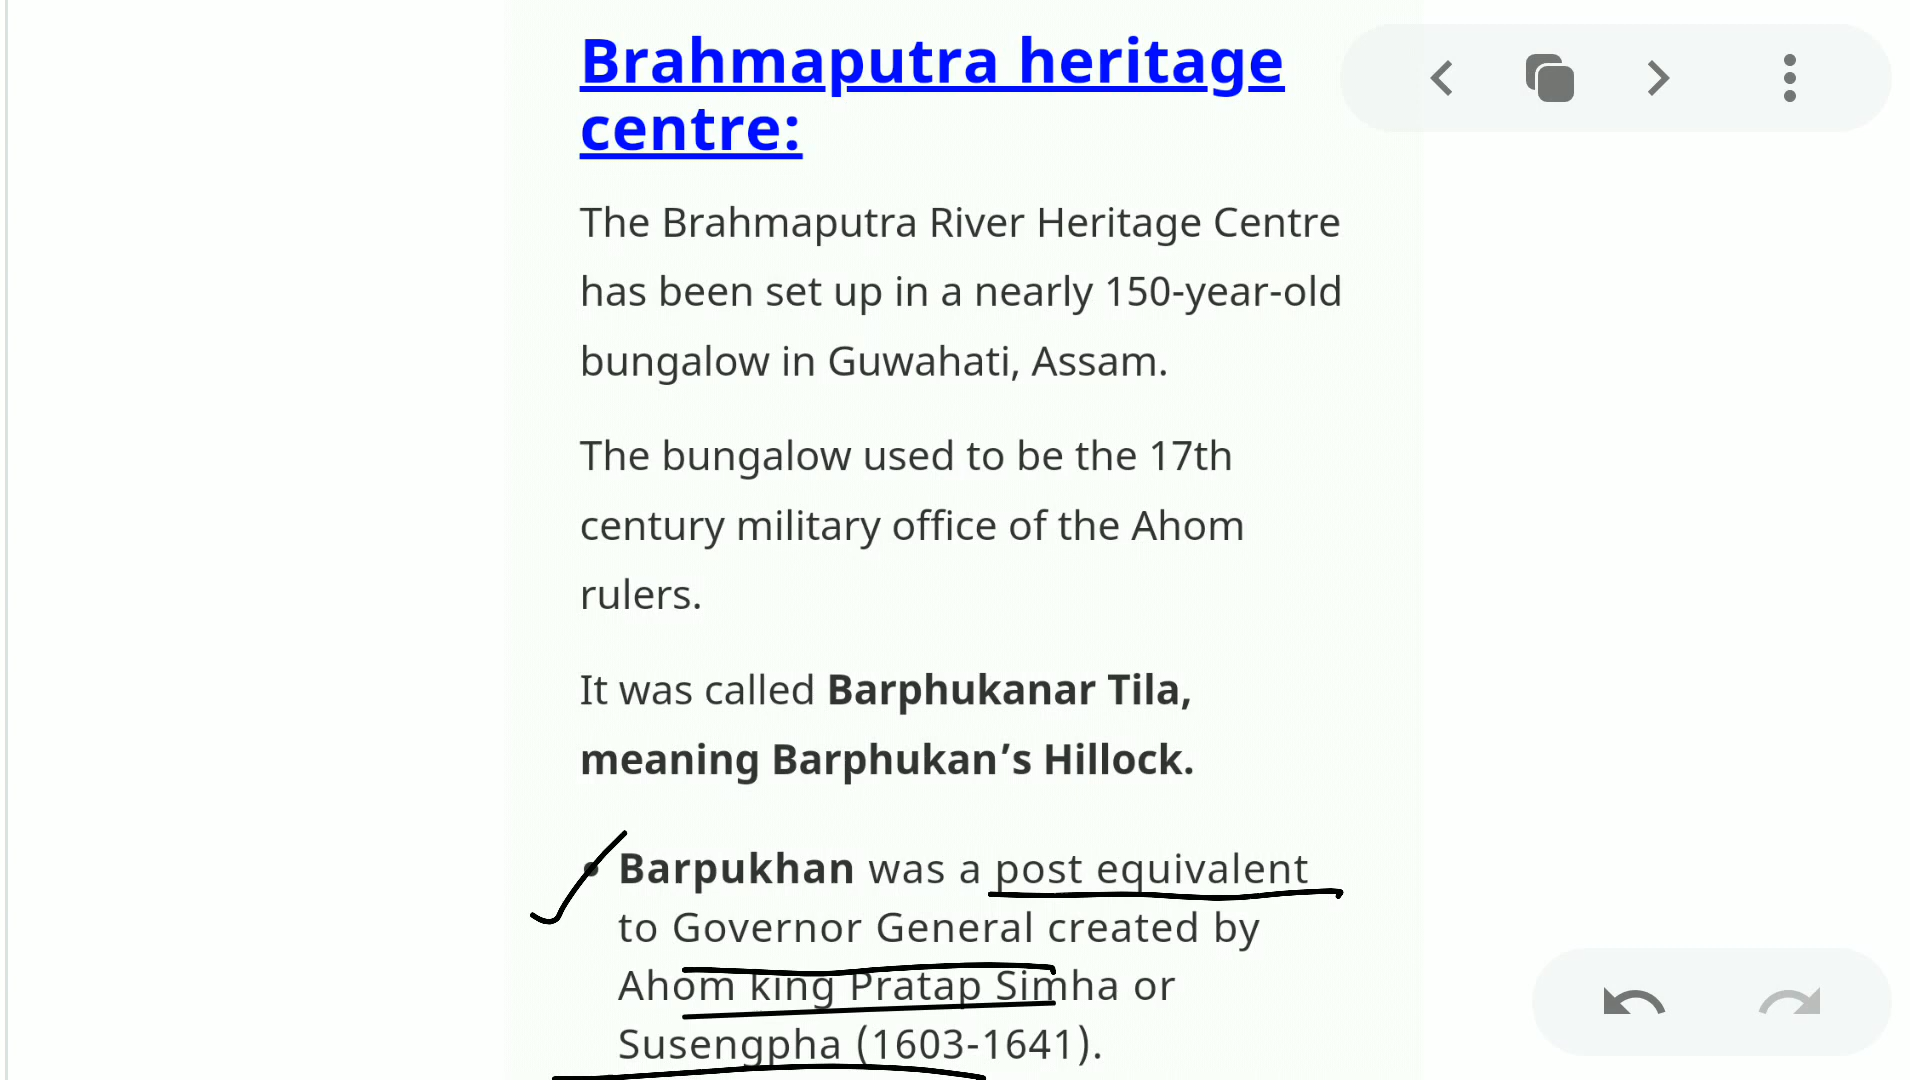 Brahmaputra heritage
centre:
The Brahmaputra River Heritage Centre
has been set up in a nearly 150-year-old
bungalow in Guwahati, Assam.
The bungalow used to be the 17th
century military office of the Ahom
rulers.
It was called Barphukanar Tila,
meaning Barphukan’s Hillock.
• Barpukhan was a post equivalent
to Governor General created by
Ahom king Pratap Simha or
Susengpha (1603-1641).